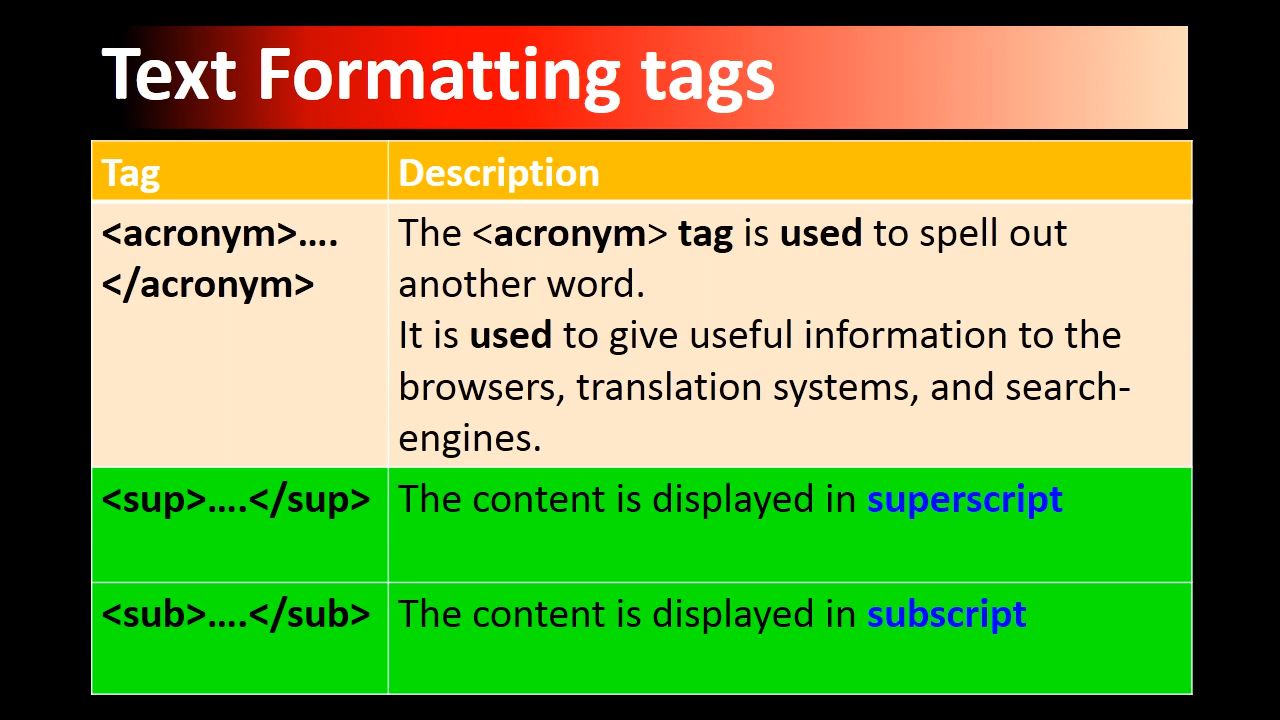 Text Formatting tags
Tag
Description
<acronym>....
</acronym>
The <acronym> tag is used to spell out
another word.
It is used to give useful information to the
browsers, translation systems, and search-
engines.
<sup>....</sup>
The content is displayed in superscript
<sub>....</sub>
The content is displayed in subscript